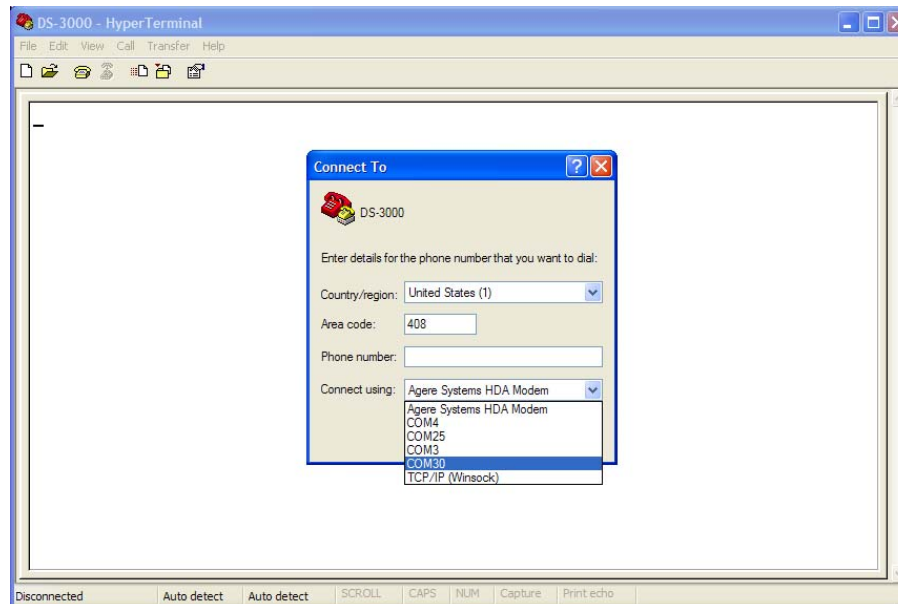 DS-3000 - HyperTerminal
File Edit View Call Transfer Help
Connect To
DS-3000
Enter details for the phone number that you want to dial:
Country/region: United States (1)
Area code: 408
Phone number:
Connect using: Agere Systems HDA Modem
Agere Systems HDA Modem
COM4
COM25
COM3
COM30
TCP/IP (Winsock)
Disconnected Auto detect Auto detect SCROLL CAPS NUM Capture Print echo